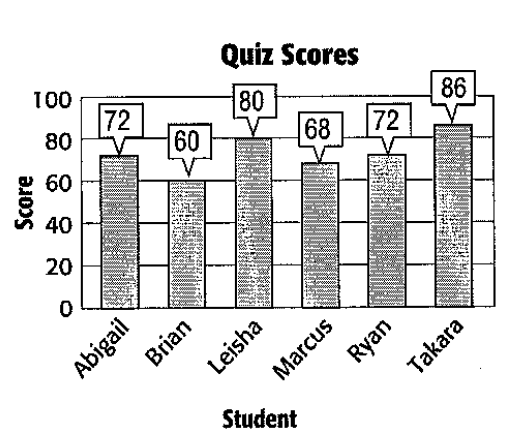 Quiz Scores
86
80
72
72
68
60
100
80
60
40
20
0
Score
Abigail
Brian
Leisha
Marcus
Ryan
Takara
Student